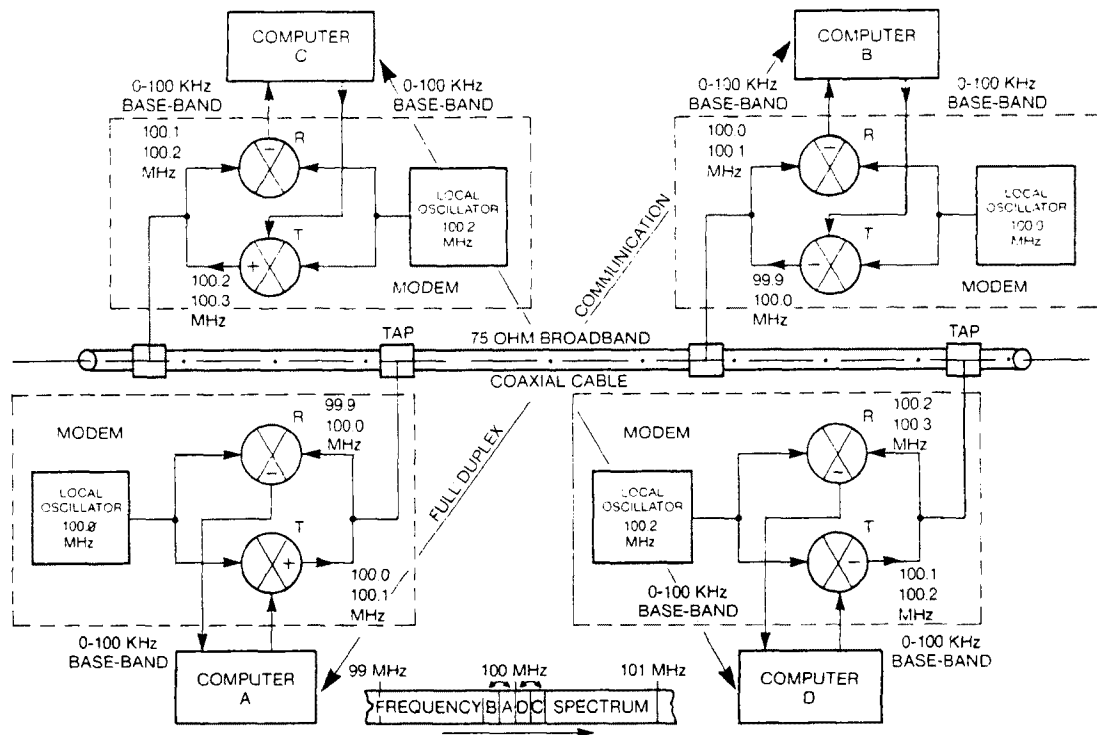 COMPUTER
C
0-100 KHz
BASE-BAND
0-100 KHz
BASE-BAND
100.1
100.2
MHz
R
-
LOCAL
OSCILLATOR
100.2
MHz
T
+
100.2
100.3
MHz
MODEM
COMPUTER
B
0-100 KHz
BASE-BAND
100.0
100.1
MHz
R
-
LOCAL
OSCILLATOR
100.0
MHz
T
-
99.9
100.0
MHz
MODEM
COMMUNICATION
TAP
75 OHM BROADBAND
TAP
COAXIAL CABLE
FULL DUPLEX
MODEM
99.9
100.0
MHz
R
-
LOCAL
OSCILLATOR
100.0
MHz
T
+
100.0
100.1
MHz
0-100 KHz
BASE-BAND
COMPUTER
A
MODEM
100.2
100.3
MHz
R
-
LOCAL
OSCILLATOR
100.2
MHz
T
-
100.1
100.2
MHz
0-100 KHz
BASE-BAND
0-100 KHz
BASE-BAND
COMPUTER
D
99 MHz
100 MHz
101 MHz
FREQUENCY B A D C SPECTRUM